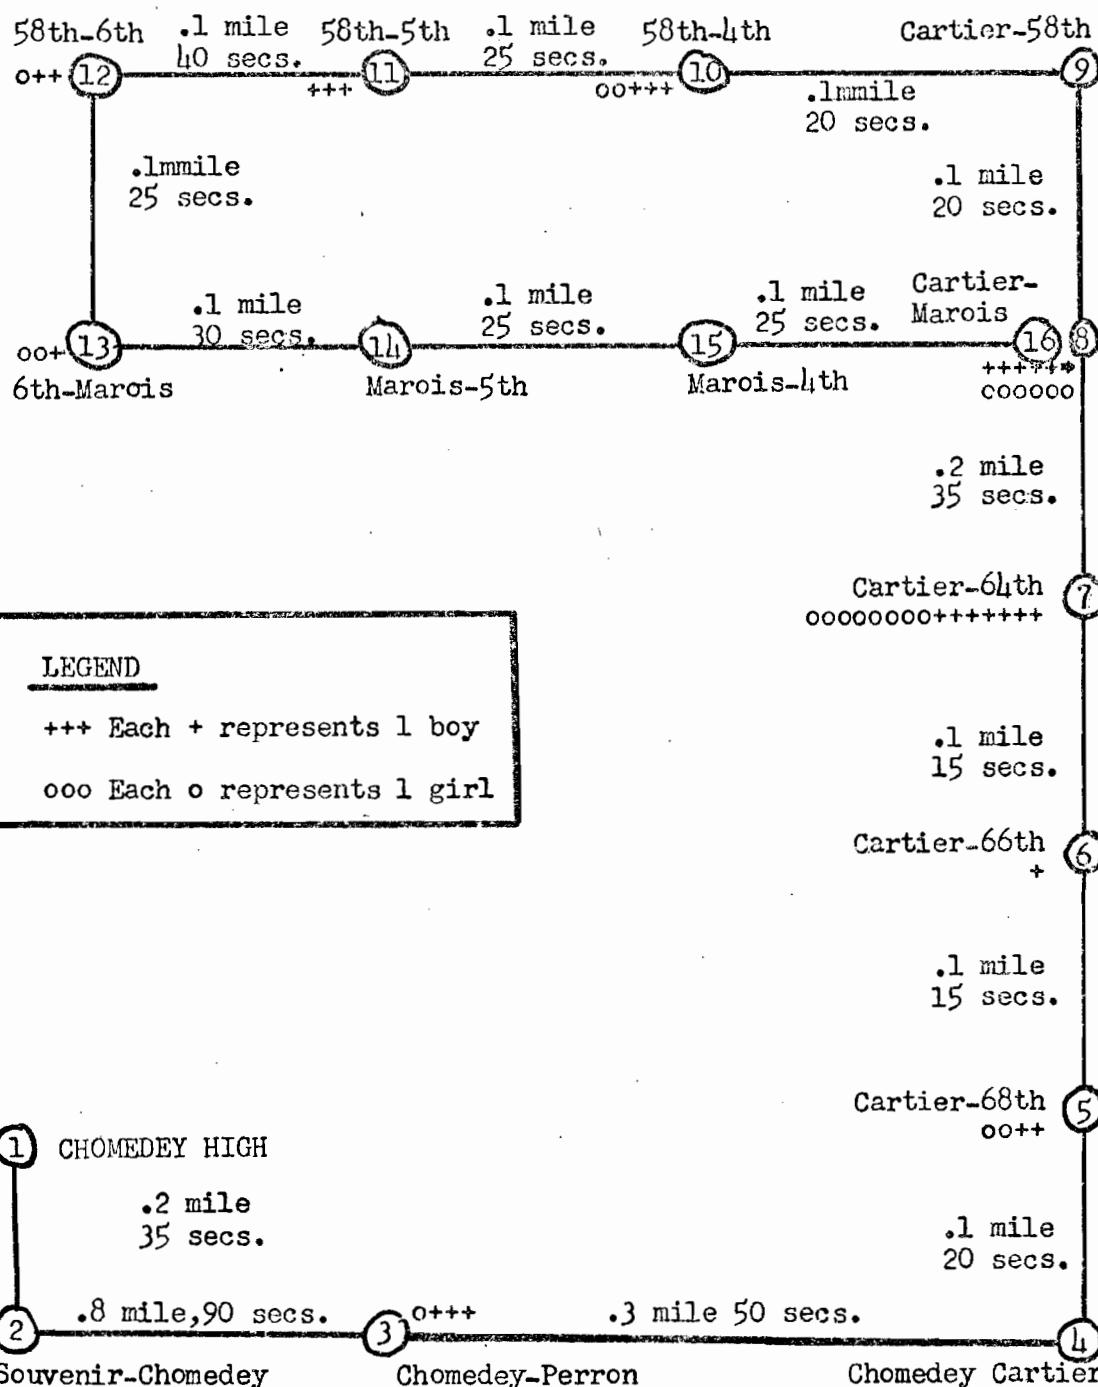 58th-6th .1 mile 58th-5th .1 mile 58th-4th Cartier-58th
o++ 12 40 secs. 11 25 secs. 10 9
+++ oo+++ .1mmile
20 secs.
.1mmile .1 mile
25 secs. 20 secs.
.1 mile .1 mile .1 mile Cartier-
30 secs. 25 secs. 25 secs. Marois
oo+ 13 14 15 16 8
6th-Marois Marois-5th Marois-4th
oooooo
.2 mile
35 secs.
Cartier-64th 7
oooooooo+++++++
LEGEND
+++ Each + represents 1 boy
ooo Each o represents 1 girl
.1 mile
15 secs.
Cartier-66th 6
+
.1 mile
15 secs.
Cartier-68th 5
oo++
1 CHOMEDEY HIGH
.2 mile
35 secs.
.1 mile
20 secs.
2 .8 mile,90 secs. 3 o+++ .3 mile 50 secs. 4
Souvenir-Chomedey Chomedey-Perron Chomedey Cartier